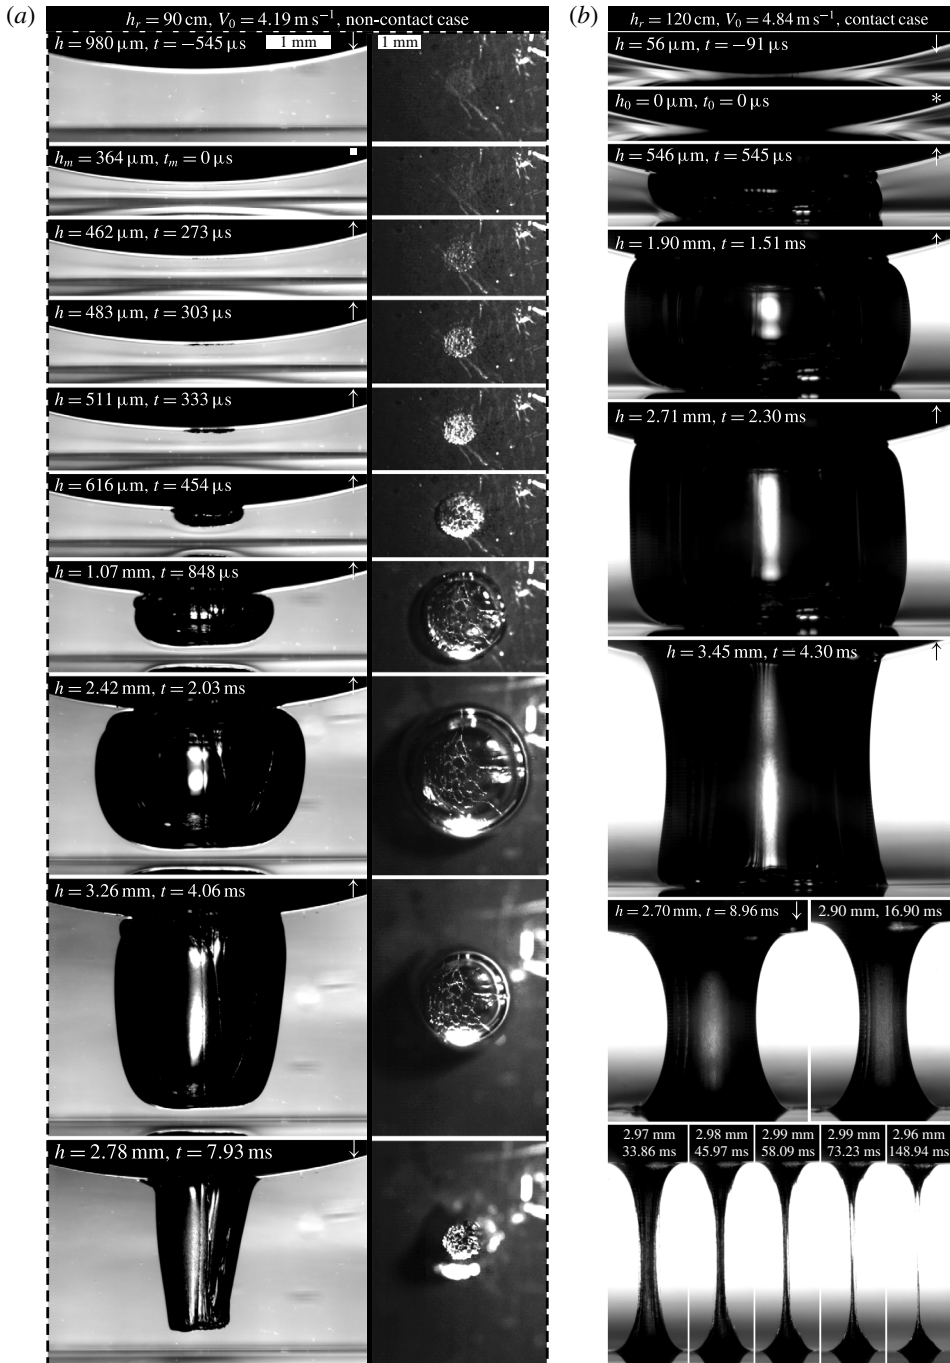 (a)
h_r = 90 cm, V_0 = 4.19 m s⁻¹, non-contact case
h = 980 μm, t = −545 μs
1 mm
↓
1 mm
h_m = 364 μm, t_m = 0 μs
■
h = 462 μm, t = 273 μs
↑
h = 483 μm, t = 303 μs
↑
h = 511 μm, t = 333 μs
↑
h = 616 μm, t = 454 μs
↑
h = 1.07 mm, t = 848 μs
↑
h = 2.42 mm, t = 2.03 ms
↑
h = 3.26 mm, t = 4.06 ms
↑
h = 2.78 mm, t = 7.93 ms
↓
(b)
h_r = 120 cm, V_0 = 4.84 m s⁻¹, contact case
h = 56 μm, t = −91 μs
↓
h_0 = 0 μm, t_0 = 0 μs
*
h = 546 μm, t = 545 μs
↑
h = 1.90 mm, t = 1.51 ms
↑
h = 2.71 mm, t = 2.30 ms
↑
h = 3.45 mm, t = 4.30 ms
↑
h = 2.70 mm, t = 8.96 ms
↓
2.90 mm, 16.90 ms
2.97 mm
33.86 ms
2.98 mm
45.97 ms
2.99 mm
58.09 ms
2.99 mm
73.23 ms
2.96 mm
148.94 ms